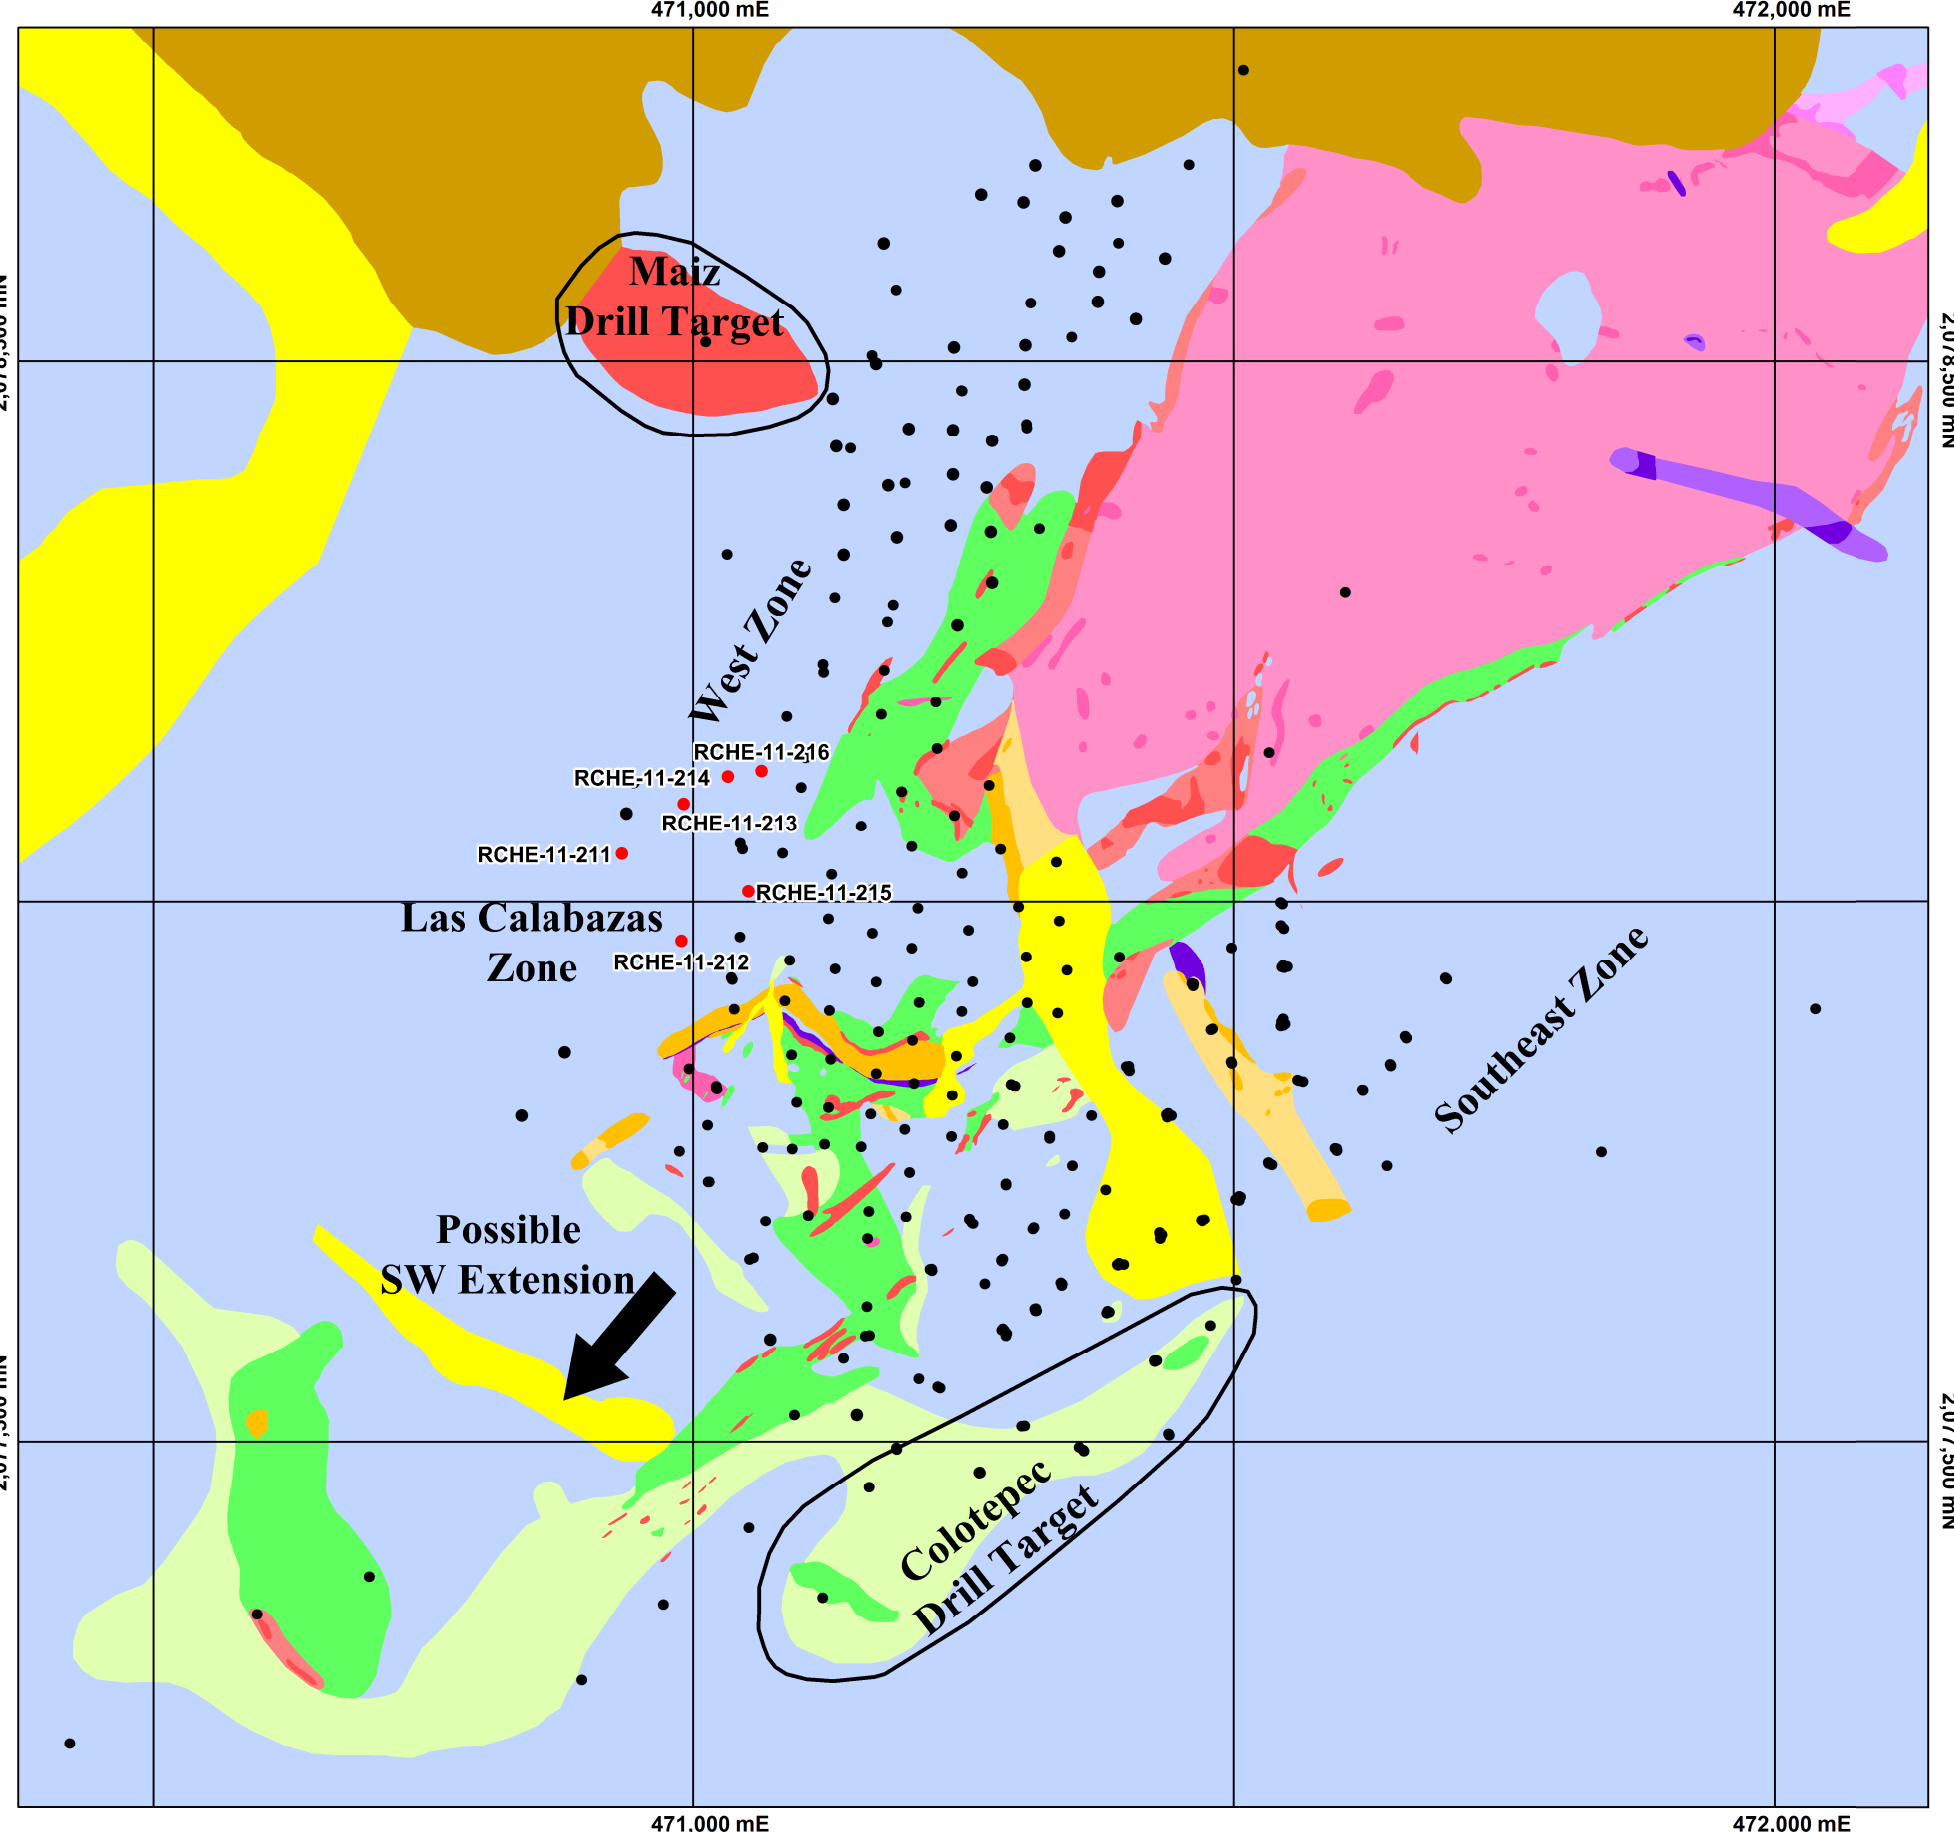 471,000 mE
472,000 mE
Maiz
Drill Target
2,078,500 mN
West Zone
RCHE-11-216
RCHE-11-214
RCHE-11-213
RCHE-11-211
RCHE-11-215
Las Calabazas
Zone
RCHE-11-212
Southeast Zone
Possible
SW Extension
2,077,500 mN
Colotepec
Drill Target
471,000 mE
472,000 mE